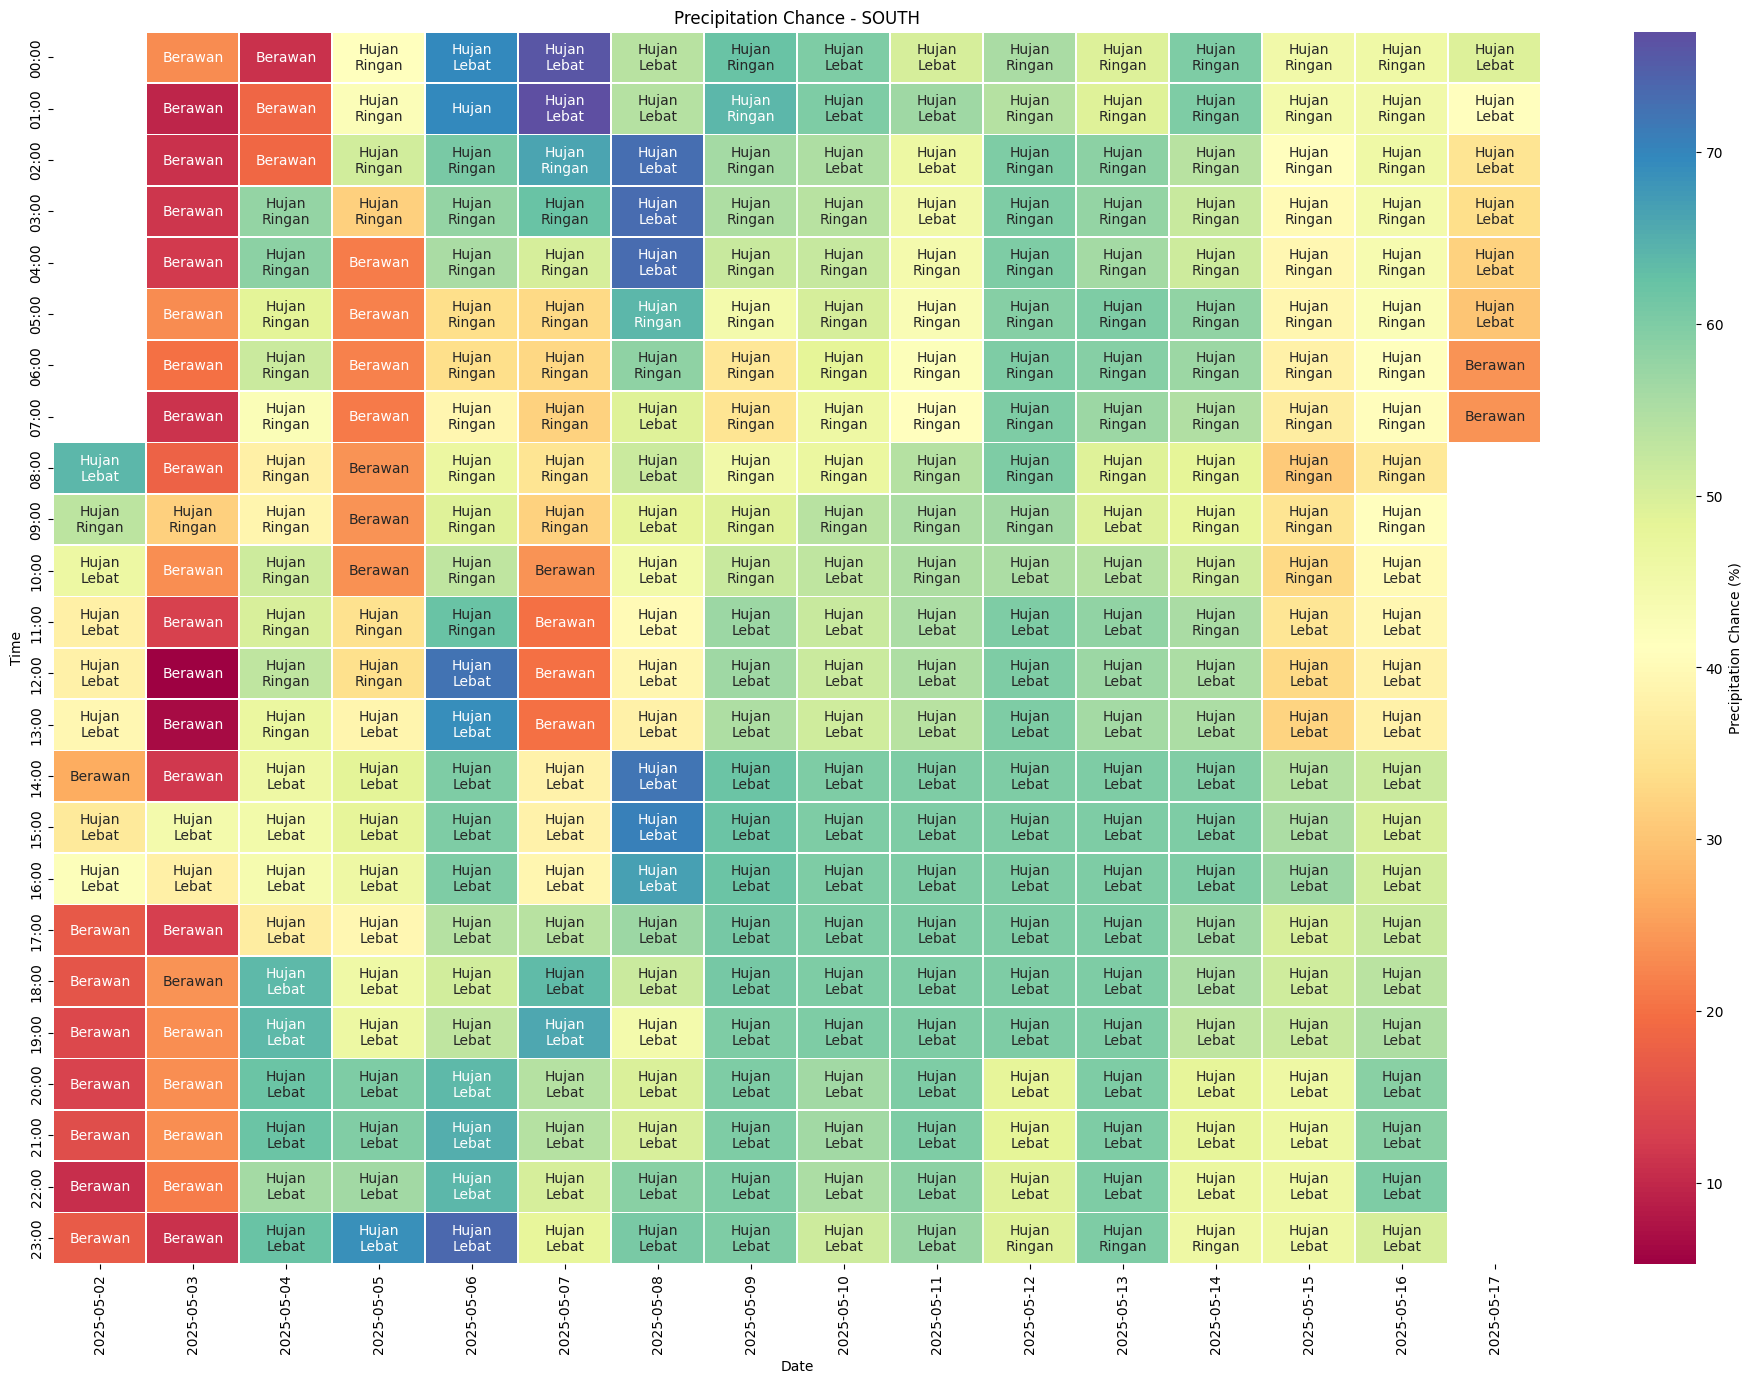 Precipitation Chance - SOUTH
00:00 Berawan Berawan Hujan Ringan Hujan Lebat Hujan Lebat Hujan Lebat Hujan Ringan Hujan Lebat Hujan Lebat Hujan Ringan Hujan Ringan Hujan Ringan Hujan Ringan Hujan Ringan Hujan Lebat
01:00 Berawan Berawan Hujan Ringan Hujan Hujan Lebat Hujan Lebat Hujan Ringan Hujan Lebat Hujan Lebat Hujan Ringan Hujan Ringan Hujan Ringan Hujan Ringan Hujan Ringan Hujan Lebat
02:00 Berawan Berawan Hujan Ringan Hujan Ringan Hujan Ringan Hujan Lebat Hujan Ringan Hujan Lebat Hujan Lebat Hujan Ringan Hujan Ringan Hujan Ringan Hujan Ringan Hujan Ringan Hujan Lebat
03:00 Berawan Hujan Ringan Hujan Ringan Hujan Ringan Hujan Ringan Hujan Lebat Hujan Ringan Hujan Ringan Hujan Lebat Hujan Ringan Hujan Ringan Hujan Ringan Hujan Ringan Hujan Ringan Hujan Lebat
04:00 Berawan Hujan Ringan Berawan Hujan Ringan Hujan Ringan Hujan Lebat Hujan Ringan Hujan Ringan Hujan Ringan Hujan Ringan Hujan Ringan Hujan Ringan Hujan Ringan Hujan Ringan Hujan Lebat
05:00 Berawan Hujan Ringan Berawan Hujan Ringan Hujan Ringan Hujan Ringan Hujan Ringan Hujan Ringan Hujan Ringan Hujan Ringan Hujan Ringan Hujan Ringan Hujan Ringan Hujan Ringan Hujan Lebat
06:00 Berawan Hujan Ringan Berawan Hujan Ringan Hujan Ringan Hujan Ringan Hujan Ringan Hujan Ringan Hujan Ringan Hujan Ringan Hujan Ringan Hujan Ringan Hujan Ringan Hujan Ringan Berawan
07:00 Berawan Hujan Ringan Berawan Hujan Ringan Hujan Ringan Hujan Lebat Hujan Ringan Hujan Ringan Hujan Ringan Hujan Ringan Hujan Ringan Hujan Ringan Hujan Ringan Hujan Ringan Berawan
08:00 Hujan Lebat Berawan Hujan Ringan Berawan Hujan Ringan Hujan Ringan Hujan Lebat Hujan Ringan Hujan Ringan Hujan Ringan Hujan Ringan Hujan Ringan Hujan Ringan Hujan Ringan Hujan Ringan
09:00 Hujan Ringan Hujan Ringan Hujan Ringan Berawan Hujan Ringan Hujan Ringan Hujan Lebat Hujan Ringan Hujan Ringan Hujan Ringan Hujan Ringan Hujan Lebat Hujan Ringan Hujan Ringan Hujan Ringan
10:00 Hujan Lebat Berawan Hujan Ringan Berawan Hujan Ringan Berawan Hujan Lebat Hujan Ringan Hujan Lebat Hujan Ringan Hujan Lebat Hujan Lebat Hujan Ringan Hujan Ringan Hujan Lebat
11:00 Hujan Lebat Berawan Hujan Ringan Hujan Ringan Hujan Ringan Berawan Hujan Lebat Hujan Lebat Hujan Lebat Hujan Lebat Hujan Lebat Hujan Lebat Hujan Ringan Hujan Lebat Hujan Lebat
12:00 Hujan Lebat Berawan Hujan Ringan Hujan Ringan Hujan Lebat Berawan Hujan Lebat Hujan Lebat Hujan Lebat Hujan Lebat Hujan Lebat Hujan Lebat Hujan Lebat Hujan Lebat Hujan Lebat
13:00 Hujan Lebat Berawan Hujan Ringan Hujan Lebat Hujan Lebat Berawan Hujan Lebat Hujan Lebat Hujan Lebat Hujan Lebat Hujan Lebat Hujan Lebat Hujan Lebat Hujan Lebat Hujan Lebat
14:00 Berawan Berawan Hujan Lebat Hujan Lebat Hujan Lebat Hujan Lebat Hujan Lebat Hujan Lebat Hujan Lebat Hujan Lebat Hujan Lebat Hujan Lebat Hujan Lebat Hujan Lebat Hujan Lebat
15:00 Hujan Lebat Hujan Lebat Hujan Lebat Hujan Lebat Hujan Lebat Hujan Lebat Hujan Lebat Hujan Lebat Hujan Lebat Hujan Lebat Hujan Lebat Hujan Lebat Hujan Lebat Hujan Lebat Hujan Lebat
16:00 Hujan Lebat Hujan Lebat Hujan Lebat Hujan Lebat Hujan Lebat Hujan Lebat Hujan Lebat Hujan Lebat Hujan Lebat Hujan Lebat Hujan Lebat Hujan Lebat Hujan Lebat Hujan Lebat Hujan Lebat
17:00 Berawan Berawan Hujan Lebat Hujan Lebat Hujan Lebat Hujan Lebat Hujan Lebat Hujan Lebat Hujan Lebat Hujan Lebat Hujan Lebat Hujan Lebat Hujan Lebat Hujan Lebat Hujan Lebat
18:00 Berawan Berawan Hujan Lebat Hujan Lebat Hujan Lebat Hujan Lebat Hujan Lebat Hujan Lebat Hujan Lebat Hujan Lebat Hujan Lebat Hujan Lebat Hujan Lebat Hujan Lebat Hujan Lebat
19:00 Berawan Berawan Hujan Lebat Hujan Lebat Hujan Lebat Hujan Lebat Hujan Lebat Hujan Lebat Hujan Lebat Hujan Lebat Hujan Lebat Hujan Lebat Hujan Lebat Hujan Lebat Hujan Lebat
20:00 Berawan Berawan Hujan Lebat Hujan Lebat Hujan Lebat Hujan Lebat Hujan Lebat Hujan Lebat Hujan Lebat Hujan Lebat Hujan Lebat Hujan Lebat Hujan Lebat Hujan Lebat Hujan Lebat
21:00 Berawan Berawan Hujan Lebat Hujan Lebat Hujan Lebat Hujan Lebat Hujan Lebat Hujan Lebat Hujan Lebat Hujan Lebat Hujan Lebat Hujan Lebat Hujan Lebat Hujan Lebat Hujan Lebat
22:00 Berawan Berawan Hujan Lebat Hujan Lebat Hujan Lebat Hujan Lebat Hujan Lebat Hujan Lebat Hujan Lebat Hujan Lebat Hujan Lebat Hujan Lebat Hujan Lebat Hujan Lebat Hujan Lebat
23:00 Berawan Berawan Hujan Lebat Hujan Lebat Hujan Lebat Hujan Lebat Hujan Lebat Hujan Lebat Hujan Lebat Hujan Lebat Hujan Ringan Hujan Ringan Hujan Ringan Hujan Lebat Hujan Lebat
Time
2025-05-02 2025-05-03 2025-05-04 2025-05-05 2025-05-06 2025-05-07 2025-05-08 2025-05-09 2025-05-10 2025-05-11 2025-05-12 2025-05-13 2025-05-14 2025-05-15 2025-05-16 2025-05-17
Date
70
60
50
40
30
20
10
Precipitation Chance (%)